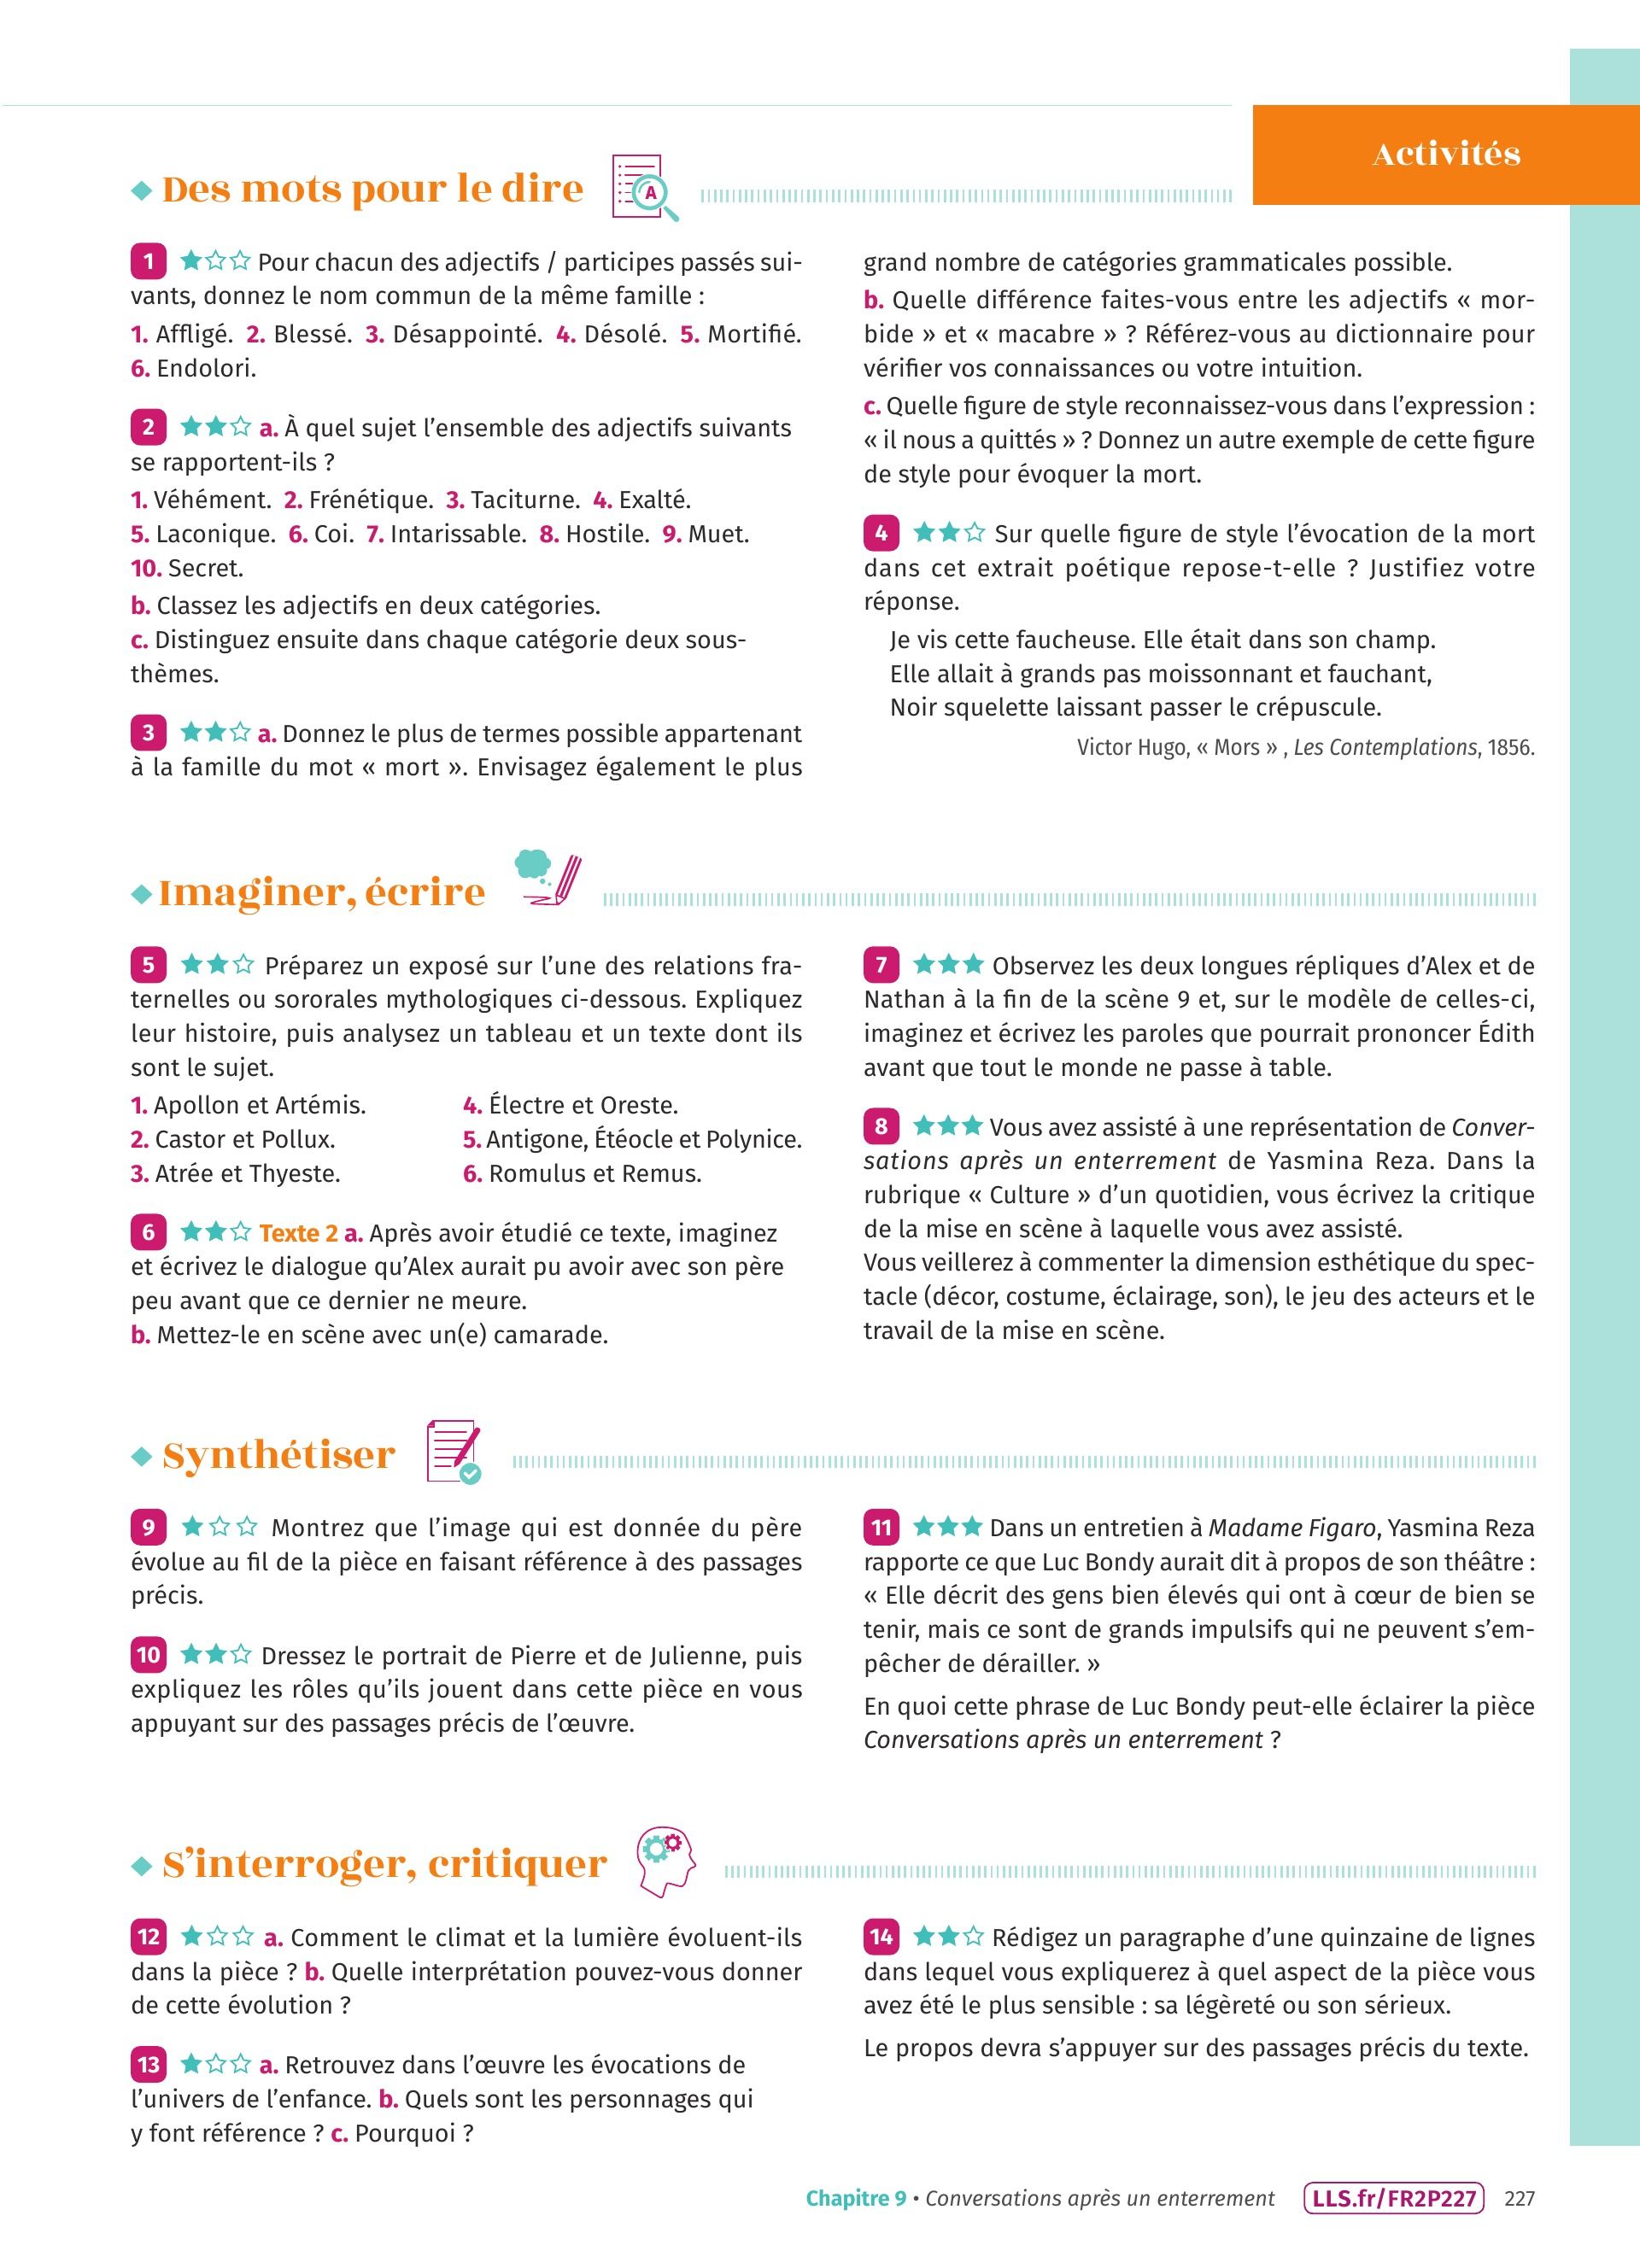 Activités
Des mots pour le dire
A
1 Pour chacun des adjectifs / participes passés sui-
vants, donnez le nom commun de la même famille :
1. Affligé. 2. Blessé. 3. Désappointé. 4. Désolé. 5. Mortifié.
6. Endolori.
2 a. À quel sujet l’ensemble des adjectifs suivants
se rapportent-ils ?
1. Véhément. 2. Frénétique. 3. Taciturne. 4. Exalté.
5. Laconique. 6. Coi. 7. Intarissable. 8. Hostile. 9. Muet.
10. Secret.
b. Classez les adjectifs en deux catégories.
c. Distinguez ensuite dans chaque catégorie deux sous-
thèmes.
3 a. Donnez le plus de termes possible appartenant
à la famille du mot « mort ». Envisagez également le plus
grand nombre de catégories grammaticales possible.
b. Quelle différence faites-vous entre les adjectifs « mor-
bide » et « macabre » ? Référez-vous au dictionnaire pour
vérifier vos connaissances ou votre intuition.
c. Quelle figure de style reconnaissez-vous dans l’expression :
« il nous a quittés » ? Donnez un autre exemple de cette figure
de style pour évoquer la mort.
4 Sur quelle figure de style l’évocation de la mort
dans cet extrait poétique repose-t-elle ? Justifiez votre
réponse.
Je vis cette faucheuse. Elle était dans son champ.
Elle allait à grands pas moissonnant et fauchant,
Noir squelette laissant passer le crépuscule.
Victor Hugo, « Mors » , Les Contemplations, 1856.
Imaginer, écrire
5 Préparez un exposé sur l’une des relations fra-
ternelles ou sororales mythologiques ci-dessous. Expliquez
leur histoire, puis analysez un tableau et un texte dont ils
sont le sujet.
1. Apollon et Artémis.
2. Castor et Pollux.
3. Atrée et Thyeste.
4. Électre et Oreste.
5. Antigone, Étéocle et Polynice.
6. Romulus et Remus.
6 Texte 2 a. Après avoir étudié ce texte, imaginez
et écrivez le dialogue qu’Alex aurait pu avoir avec son père
peu avant que ce dernier ne meure.
b. Mettez-le en scène avec un(e) camarade.
7 Observez les deux longues répliques d’Alex et de
Nathan à la fin de la scène 9 et, sur le modèle de celles-ci,
imaginez et écrivez les paroles que pourrait prononcer Édith
avant que tout le monde ne passe à table.
8 Vous avez assisté à une représentation de Conver-
sations après un enterrement de Yasmina Reza. Dans la
rubrique « Culture » d’un quotidien, vous écrivez la critique
de la mise en scène à laquelle vous avez assisté.
Vous veillerez à commenter la dimension esthétique du spec-
tacle (décor, costume, éclairage, son), le jeu des acteurs et le
travail de la mise en scène.
Synthétiser
9 Montrez que l’image qui est donnée du père
évolue au fil de la pièce en faisant référence à des passages
précis.
10 Dressez le portrait de Pierre et de Julienne, puis
expliquez les rôles qu’ils jouent dans cette pièce en vous
appuyant sur des passages précis de l’œuvre.
11 Dans un entretien à Madame Figaro, Yasmina Reza
rapporte ce que Luc Bondy aurait dit à propos de son théâtre :
« Elle décrit des gens bien élevés qui ont à cœur de bien se
tenir, mais ce sont de grands impulsifs qui ne peuvent s’em-
pêcher de dérailler. »
En quoi cette phrase de Luc Bondy peut-elle éclairer la pièce
Conversations après un enterrement ?
S’interroger, critiquer
12 a. Comment le climat et la lumière évoluent-ils
dans la pièce ? b. Quelle interprétation pouvez-vous donner
de cette évolution ?
13 a. Retrouvez dans l’œuvre les évocations de
l’univers de l’enfance. b. Quels sont les personnages qui
y font référence ? c. Pourquoi ?
14 Rédigez un paragraphe d’une quinzaine de lignes
dans lequel vous expliquerez à quel aspect de la pièce vous
avez été le plus sensible : sa légèreté ou son sérieux.
Le propos devra s’appuyer sur des passages précis du texte.
Chapitre 9 • Conversations après un enterrement LLS.fr/FR2P227 227